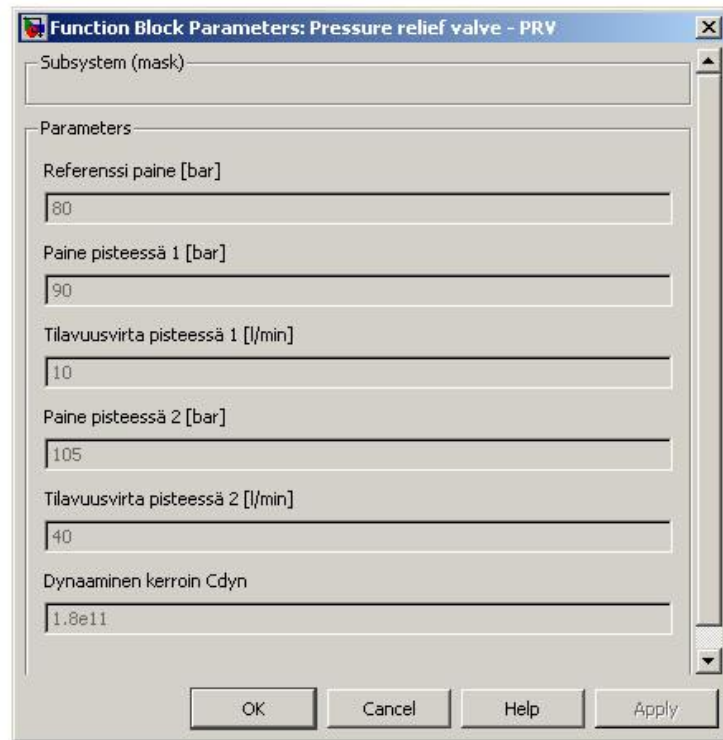 Function Block Parameters: Pressure relief valve - PRV
Subsystem (mask)
Parameters
Referenssi paine [bar]
80
Paine pisteessä 1 [bar]
90
Tilavuusvirta pisteessä 1 [l/min]
10
Paine pisteessä 2 [bar]
105
Tilavuusvirta pisteessä 2 [l/min]
40
Dynaaminen kerroin Cdyn
1.8e11
OK Cancel Help Apply